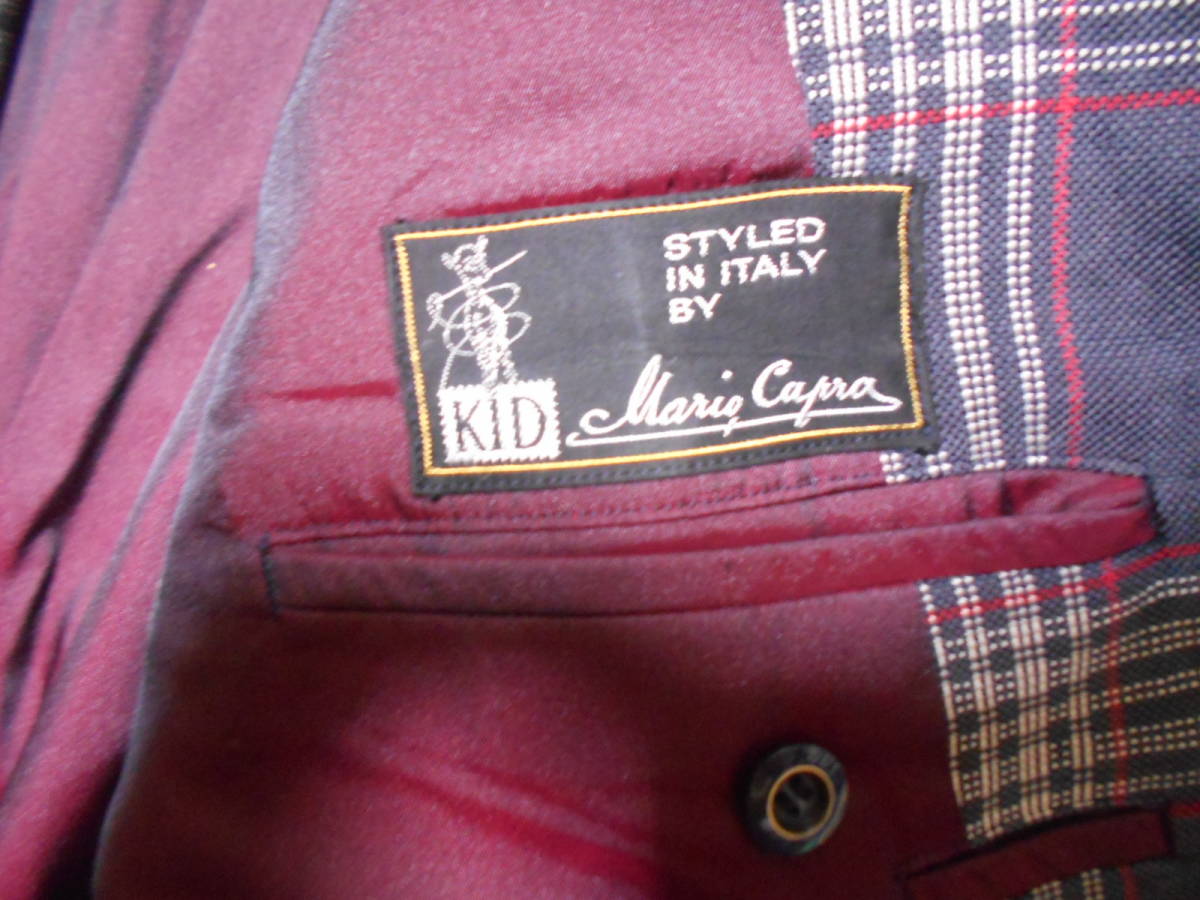 STYLED
IN ITALY
BY
Mario Capra
KID